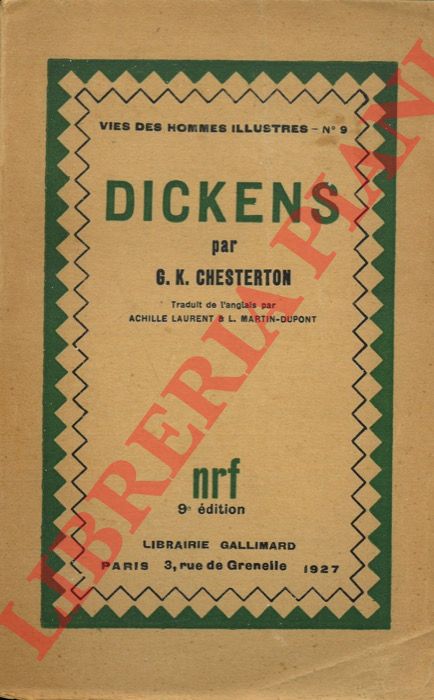 VIES DES HOMMES ILLUSTRES – N° 9
DICKENS
par
G. K. CHESTERTON
Traduit de l'anglais par
ACHILLE LAURENT & L. MARTIN-DUPONT
nrf
9e édition
LIBRAIRIE GALLIMARD
PARIS 3, rue de Grenelle 1927
LIBRERIA PIANI